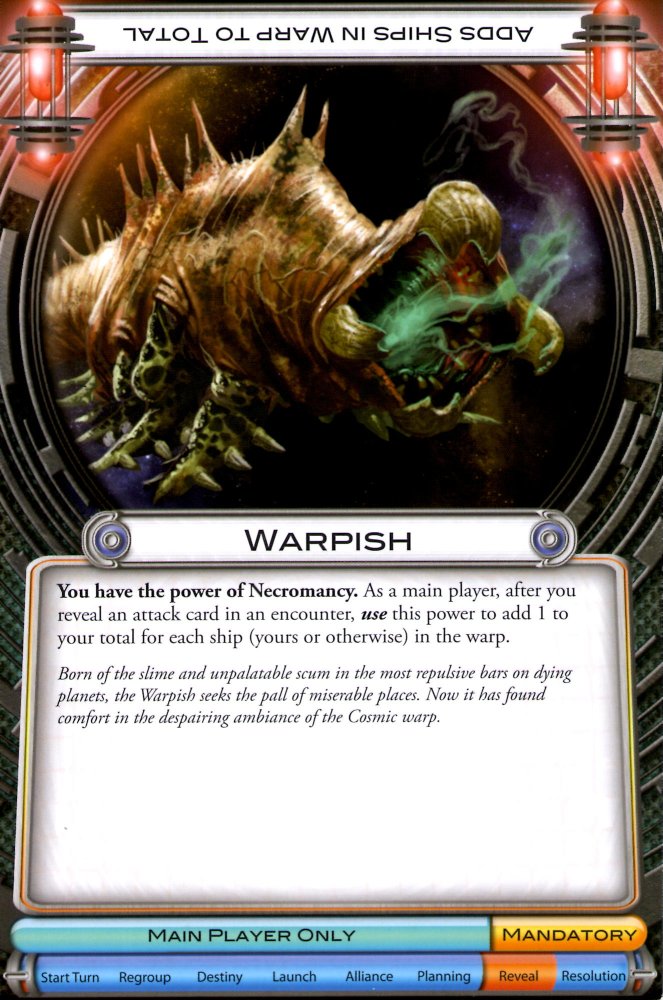 ADDS SHIPS IN WARP TO TOTAL
WARPISH
You have the power of Necromancy. As a main player, after you
reveal an attack card in an encounter, use this power to add 1 to
your total for each ship (yours or otherwise) in the warp.
Born of the slime and unpalatable scum in the most repulsive bars on dying
planets, the Warpish seeks the pall of miserable places. Now it has found
comfort in the despairing ambiance of the Cosmic warp.
MAIN PLAYER ONLY MANDATORY
Start Turn Regroup Destiny Launch Alliance Planning Reveal Resolution